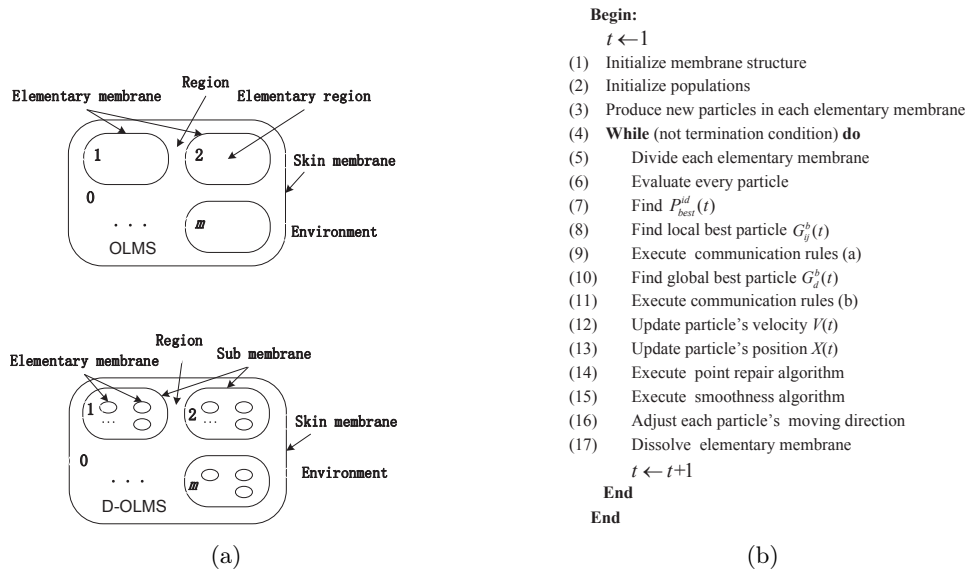 Region
Elementary membrane
Elementary region
1
2
Skin membrane
0
. . .
m
Environment
OLMS
Region
Elementary membrane
Sub membrane
1
...
2
...
Skin membrane
0
. . .
m
Environment
D-OLMS
(a)
Begin:
t ←1
(1) Initialize membrane structure
(2) Initialize populations
(3) Produce new particles in each elementary membrane
(4) While (not termination condition) do
(5) Divide each elementary membrane
(6) Evaluate every particle
(7) Find P_{best}^{id}(t)
(8) Find local best particle G_{ij}^{b}(t)
(9) Execute communication rules (a)
(10) Find global best particle G_{d}^{b}(t)
(11) Execute communication rules (b)
(12) Update particle's velocity V(t)
(13) Update particle's position X(t)
(14) Execute point repair algorithm
(15) Execute smoothness algorithm
(16) Adjust each particle's moving direction
(17) Dissolve elementary membrane
t ← t+1
End
End
(b)